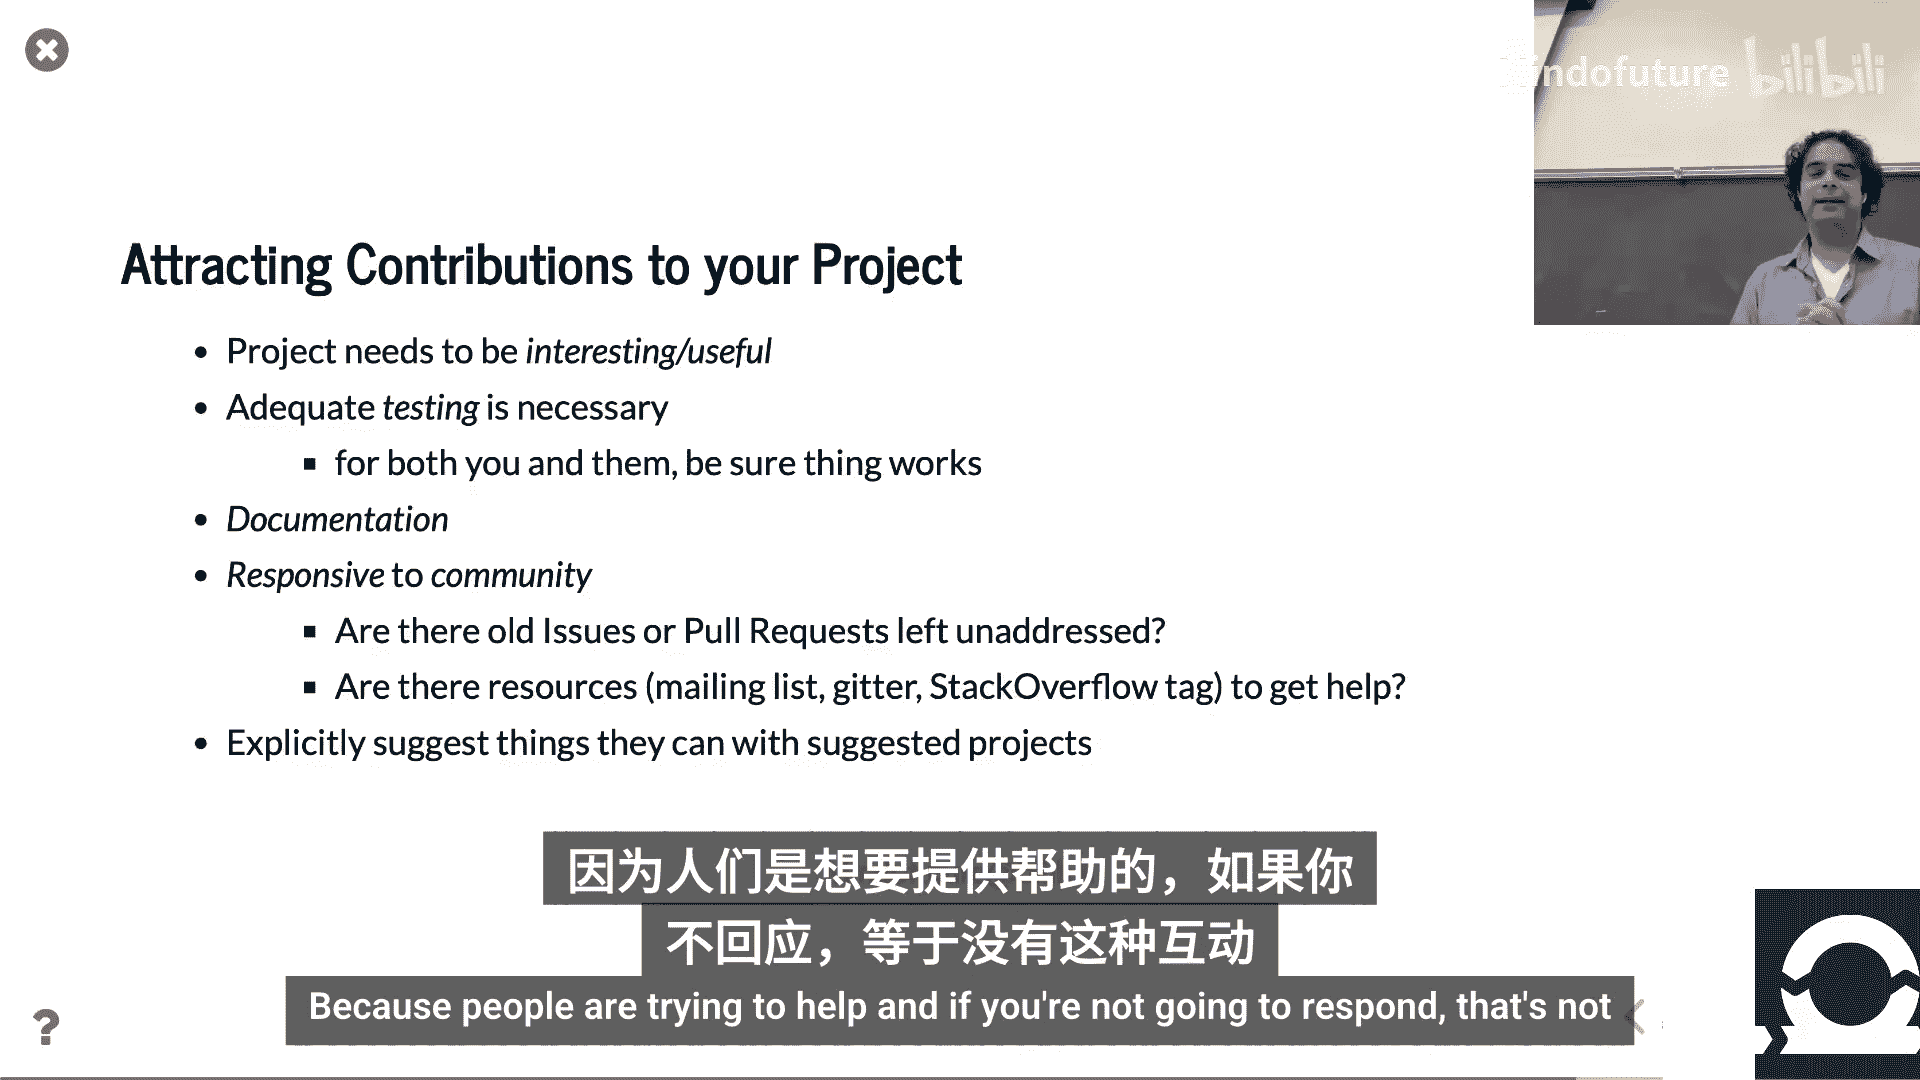 indofuture bilibili
Attracting Contributions to your Project
• Project needs to be interesting/useful
• Adequate testing is necessary
▪ for both you and them, be sure thing works
• Documentation
• Responsive to community
▪ Are there old Issues or Pull Requests left unaddressed?
▪ Are there resources (mailing list, gitter, StackOverflow tag) to get help?
• Explicitly suggest things they can with suggested projects
因为人们是想要提供帮助的，如果你
不回应，等于没有这种互动
Because people are trying to help and if you're not going to respond, that's not
?